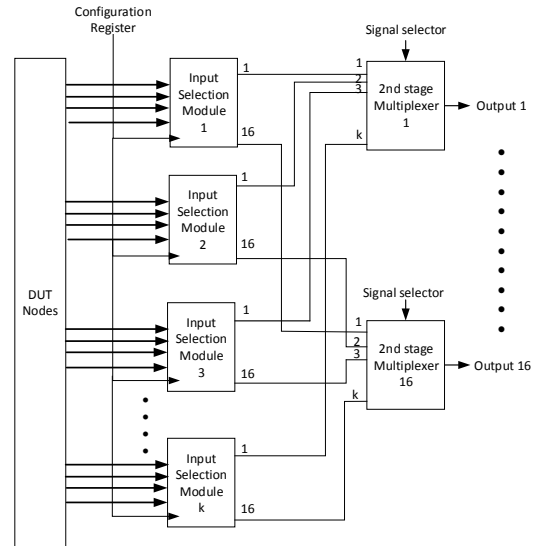 Configuration
Register
Signal selector
Input
Selection
Module
1
1
16
1
2
3
k
2nd stage
Multiplexer
1
Output 1
Input
Selection
Module
2
1
16
DUT
Nodes
Signal selector
Input
Selection
Module
3
1
16
1
2
3
k
2nd stage
Multiplexer
16
Output 16
Input
Selection
Module
k
1
16